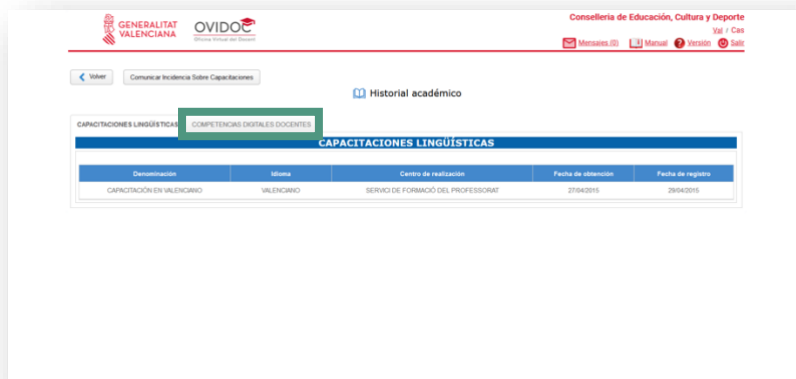 GENERALITAT VALENCIANA
OVIDOC
Oficina Virtual del Docent
Conselleria de Educación, Cultura y Deporte
Val / Cas
Mensajes (0) Manual Versión Salir
Volver Comunicar Incidencia Sobre Capacitaciones
Historial académico
CAPACITACIONES LINGÜÍSTICAS COMPETENCIAS DIGITALES DOCENTES
CAPACITACIONES LINGÜÍSTICAS
Denominación Idioma Centro de realización Fecha de obtención Fecha de registro
CAPACITACIÓN EN VALENCIANO VALENCIANO SERVICI DE FORMACIÓ DEL PROFESSORAT 27/04/2015 29/04/2015